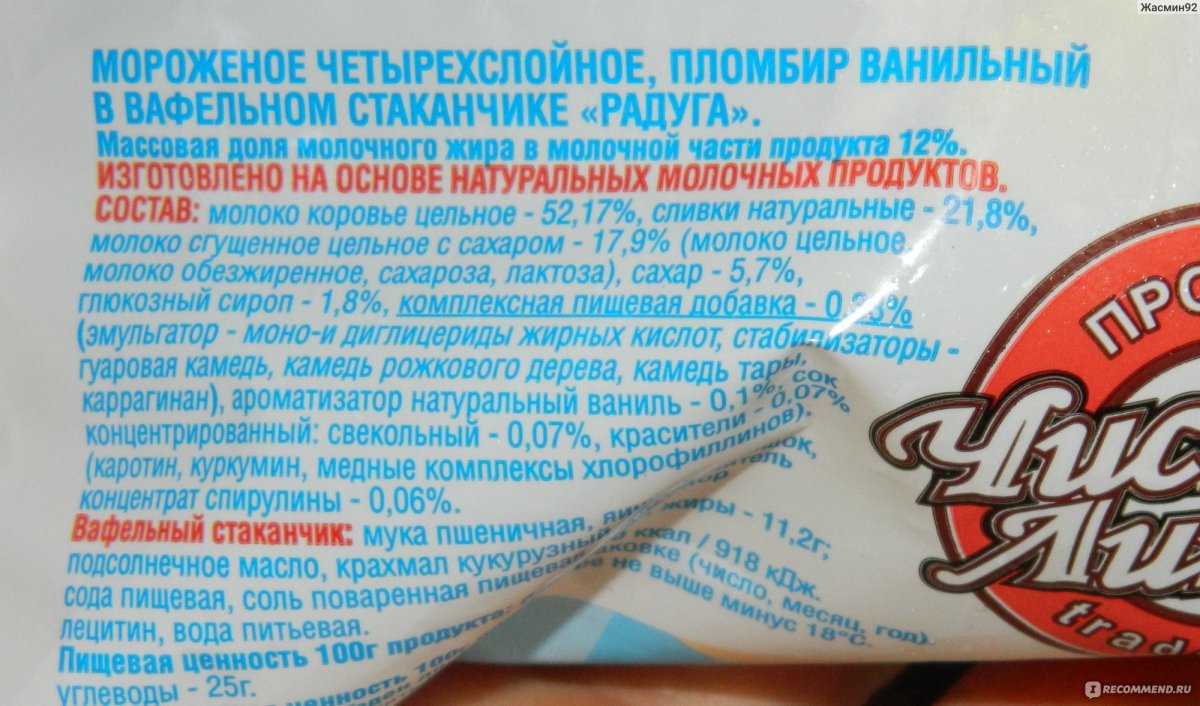 Жасмин92
МОРОЖЕНОЕ ЧЕТЫРЕХСЛОЙНОЕ, ПЛОМБИР ВАНИЛЬНЫЙ
В ВАФЕЛЬНОМ СТАКАНЧИКЕ «РАДУГА».
Массовая доля молочного жира в молочной части продукта 12%.
ИЗГОТОВЛЕНО НА ОСНОВЕ НАТУРАЛЬНЫХ МОЛОЧНЫХ ПРОДУКТОВ.
СОСТАВ: молоко коровье цельное - 52,17%, сливки натуральные - 21,8%,
молоко сгущенное цельное с сахаром - 17,9% (молоко цельное,
молоко обезжиренное, сахароза, лактоза), сахар - 5,7%,
глюкозный сироп - 1,8%, комплексная пищевая добавка -
(эмульгатор - моно-и диглицериды жирных кислот, стабилизаторы -
гуаровая камедь, камедь рожкового дерева, камедь тары,
каррагинан), ароматизатор натуральный ваниль - 0,1%, сок
концентрированный: свекольный - 0,07%, красители - 0,07%
(каротин, куркумин, медные комплексы хлорофиллинов),
концентрат спирулины - 0,06%.
Вафельный стаканчик: мука пшеничная,
подсолнечное масло, крахмал кукурузный,
сода пищевая, соль поваренная пищевая,
лецитин, вода питьевая.
Пищевая ценность 100г продукта:
жиры - 11,2г,
углеводы - 25г.
ккал / 918 кДж.
(число, месяц, год).
не выше минус 18°С.
ПРО
trad
IRECOMMEND.RU